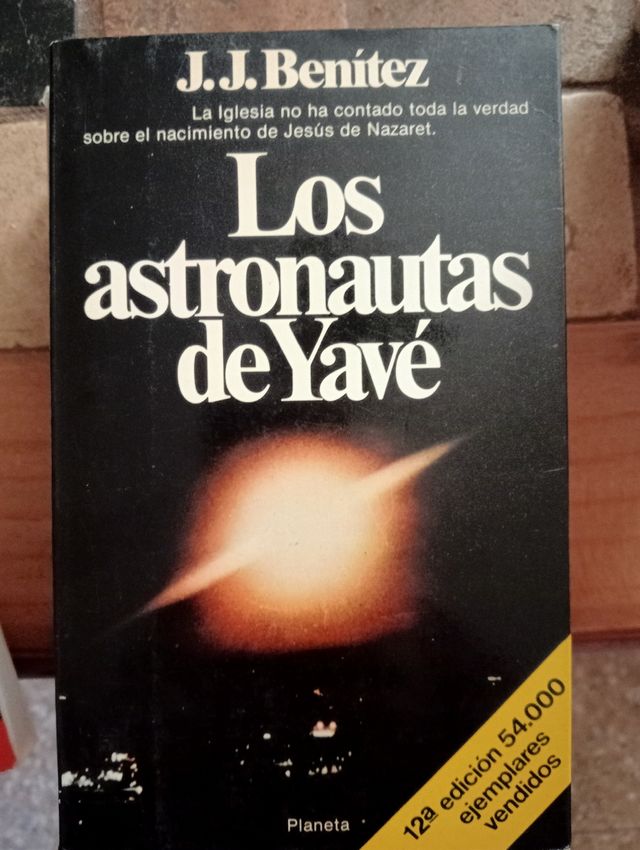 J.J.Benítez
La Iglesia no ha contado toda la verdad
sobre el nacimiento de Jesús de Nazaret.
Los
astronautas
de Yavé
12ª edición 54.000
ejemplares
vendidos
Planeta